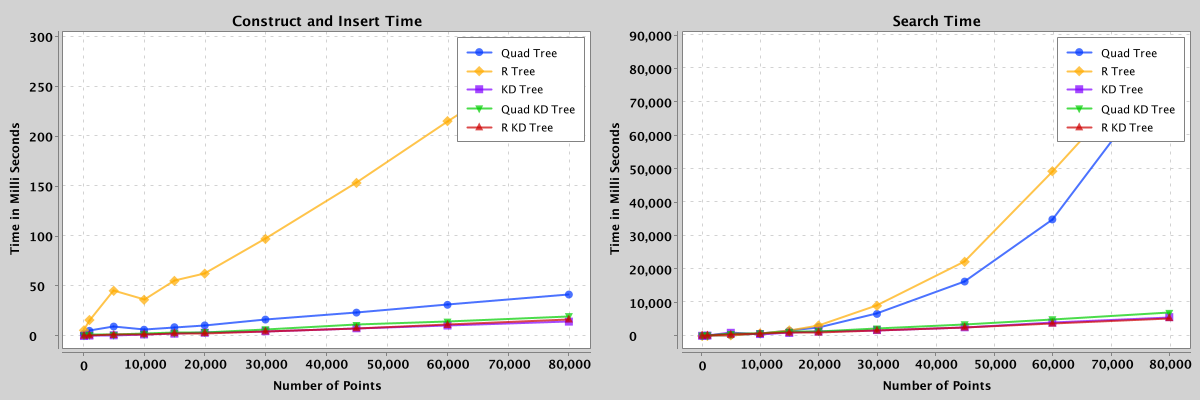 Construct and Insert Time
300
250
200
150
100
50
0
Time in Milli Seconds
Quad Tree
R Tree
KD Tree
Quad KD Tree
R KD Tree
0 10,000 20,000 30,000 40,000 50,000 60,000 70,000 80,000
Number of Points
Search Time
90,000
80,000
70,000
60,000
50,000
40,000
30,000
20,000
10,000
0
Time in Milli Seconds
Quad Tree
R Tree
KD Tree
Quad KD Tree
R KD Tree
0 10,000 20,000 30,000 40,000 50,000 60,000 70,000 80,000
Number of Points